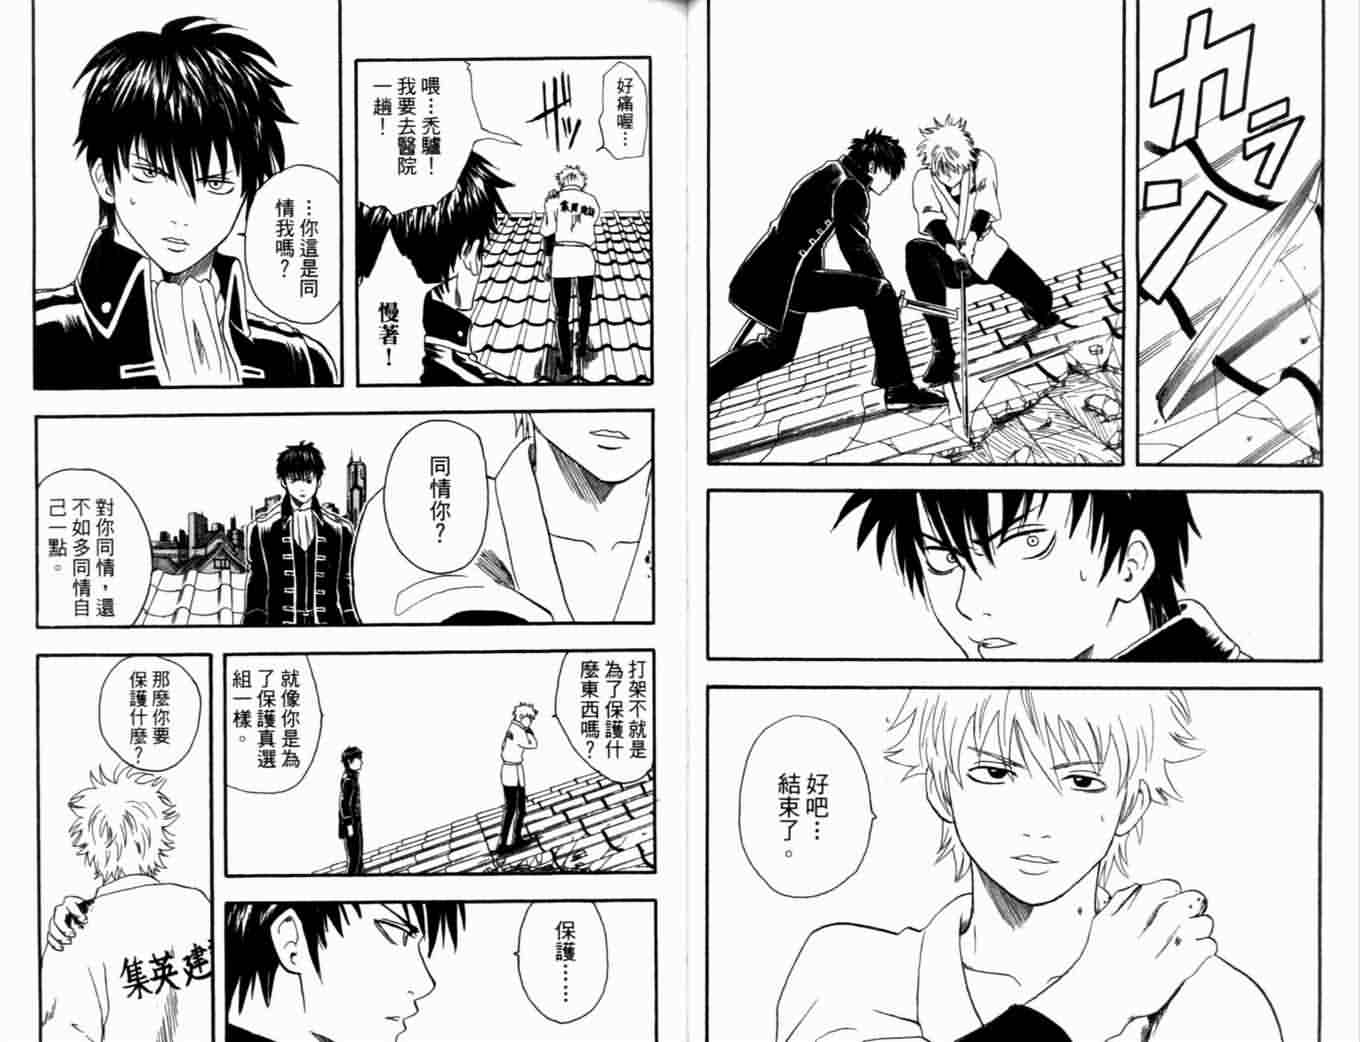 カラン
好吧⋯
結束了。
好痛喔⋯
喂⋯禿驢！
我要去醫院
一趟！
慢著！
⋯你這是同
情我嗎？
同情你？
對你同情，還
不如多同情自
己一點。
打架不就是
為了保護什
麼東西嗎？
就像你是為
了保護真選
組一樣。
那麼你要
保護什麼？
集英建
保護⋯⋯